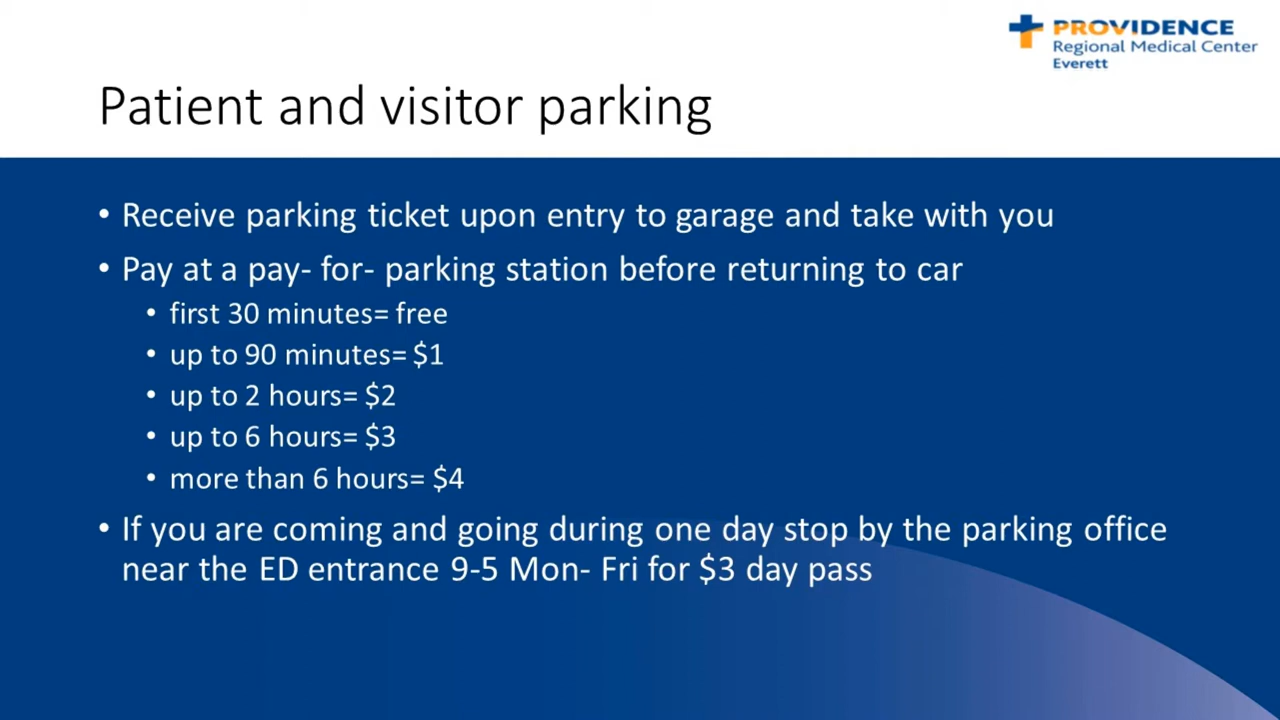 PROVIDENCE
Regional Medical Center
Everett
Patient and visitor parking
• Receive parking ticket upon entry to garage and take with you
• Pay at a pay- for- parking station before returning to car
• first 30 minutes= free
• up to 90 minutes= $1
• up to 2 hours= $2
• up to 6 hours= $3
• more than 6 hours= $4
• If you are coming and going during one day stop by the parking office
near the ED entrance 9-5 Mon- Fri for $3 day pass